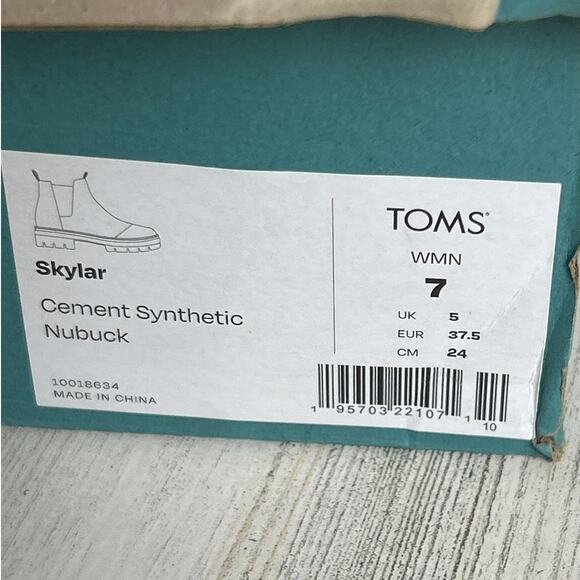 Skylar
Cement Synthetic
Nubuck
10018634
MADE IN CHINA
TOMS®
WMN
7
UK 5
EUR 37.5
CM 24
1 95703 22107 1
10